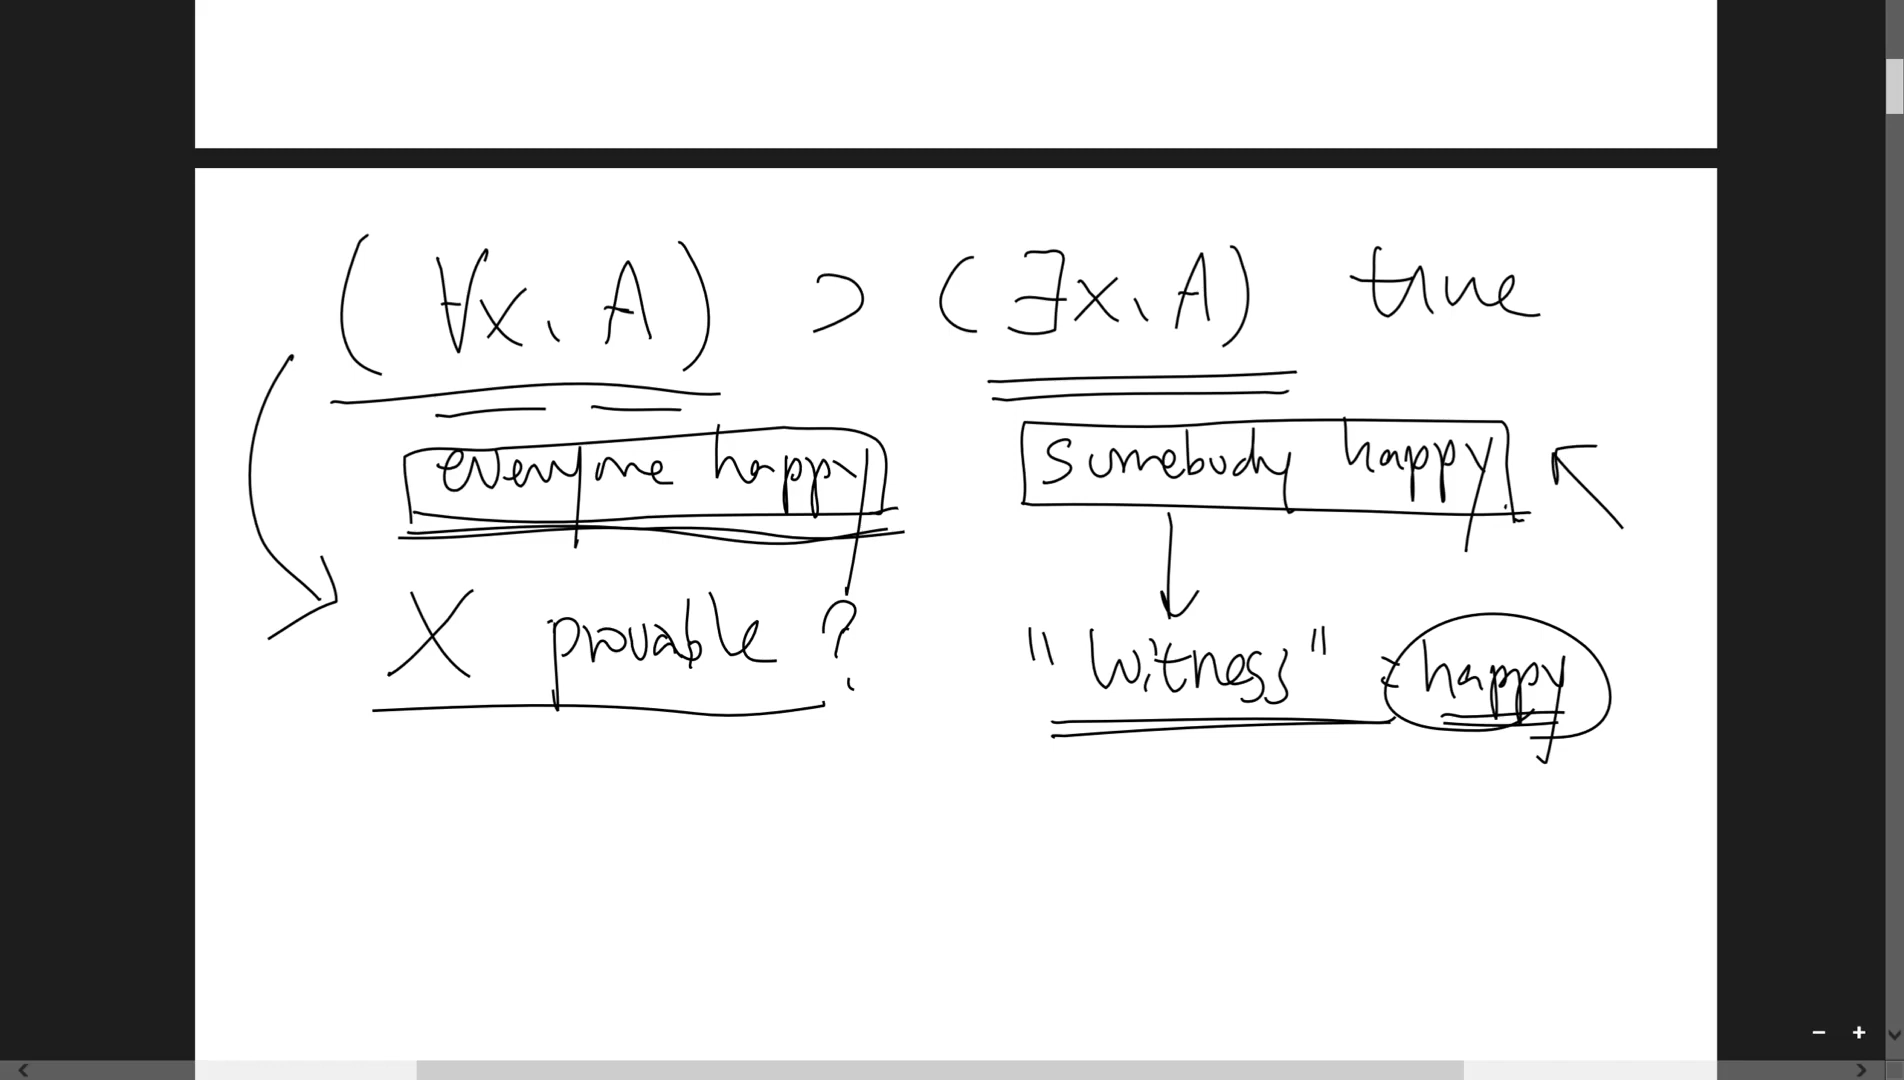 (∀x. A) ⊃ (∃x. A) true
everyone happy somebody happy
X provable ? "witness" : happy